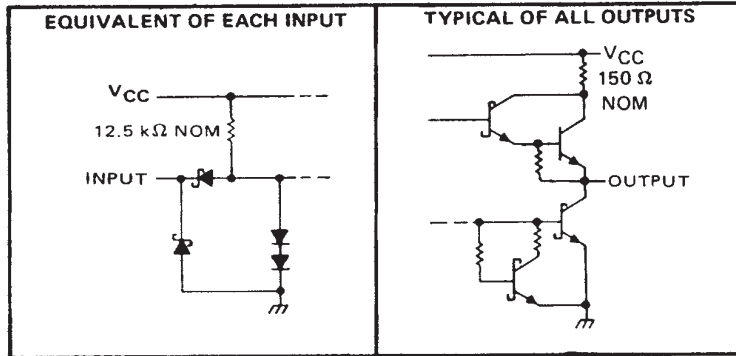 EQUIVALENT OF EACH INPUT
VCC
12.5 kΩ NOM
INPUT
TYPICAL OF ALL OUTPUTS
VCC
150 Ω
NOM
OUTPUT